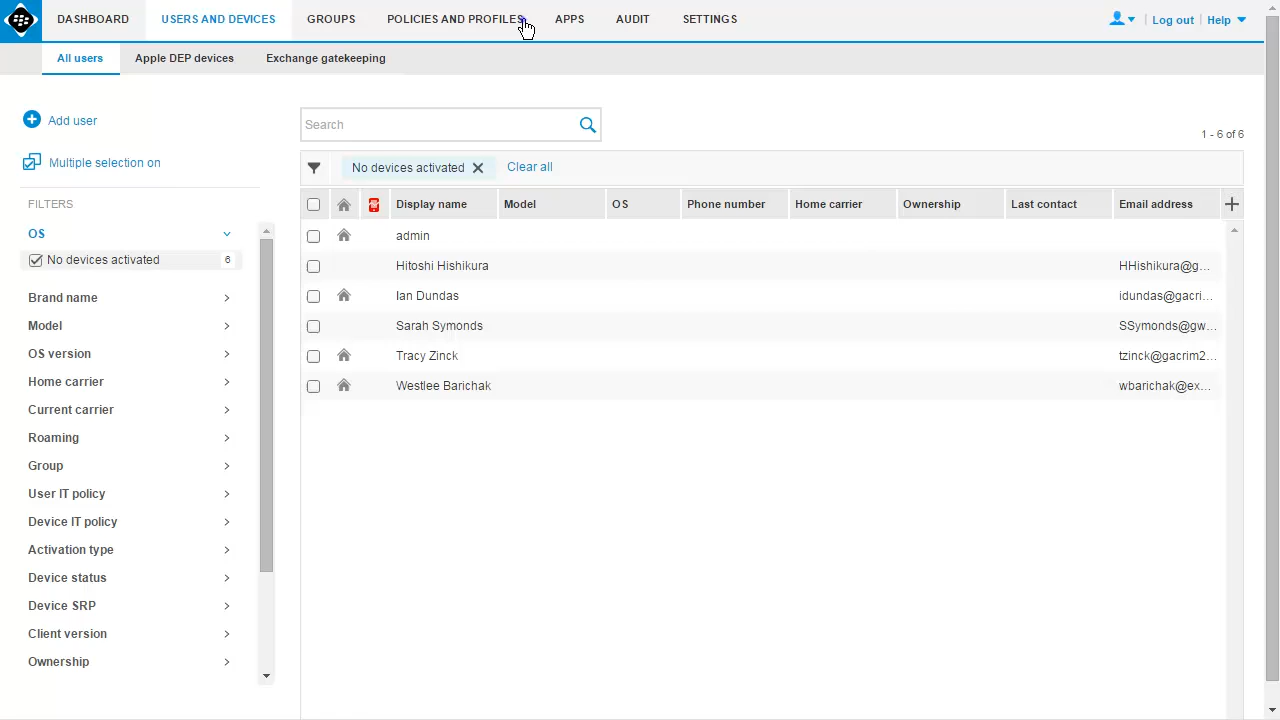 DASHBOARD USERS AND DEVICES GROUPS POLICIES AND PROFILES APPS AUDIT SETTINGS Log out Help
All users Apple DEP devices Exchange gatekeeping
Add user
Search
1 - 6 of 6
Multiple selection on
No devices activated Clear all
FILTERS
Display name Model OS Phone number Home carrier Ownership Last contact Email address
OS
admin
No devices activated 6
Hitoshi Hishikura HHishikura@g...
Brand name
Ian Dundas idundas@gacri...
Model
Sarah Symonds SSymonds@gw...
OS version
Tracy Zinck tzinck@gacrim2...
Home carrier
Westlee Barichak wbarichak@ex...
Current carrier
Roaming
Group
User IT policy
Device IT policy
Activation type
Device status
Device SRP
Client version
Ownership